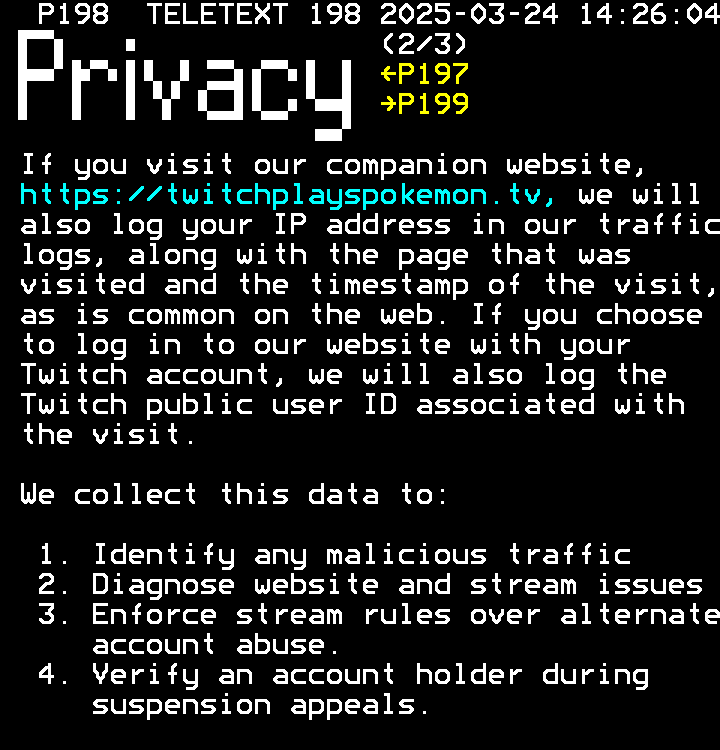 P198 TELETEXT 198 2025-03-24 14:26:04
Privacy
(2/3)
←P197
→P199
If you visit our companion website,
https://twitchplayspokemon.tv, we will
also log your IP address in our traffic
logs, along with the page that was
visited and the timestamp of the visit,
as is common on the web. If you choose
to log in to our website with your
Twitch account, we will also log the
Twitch public user ID associated with
the visit.
We collect this data to:
1. Identify any malicious traffic
2. Diagnose website and stream issues
3. Enforce stream rules over alternate
account abuse.
4. Verify an account holder during
suspension appeals.